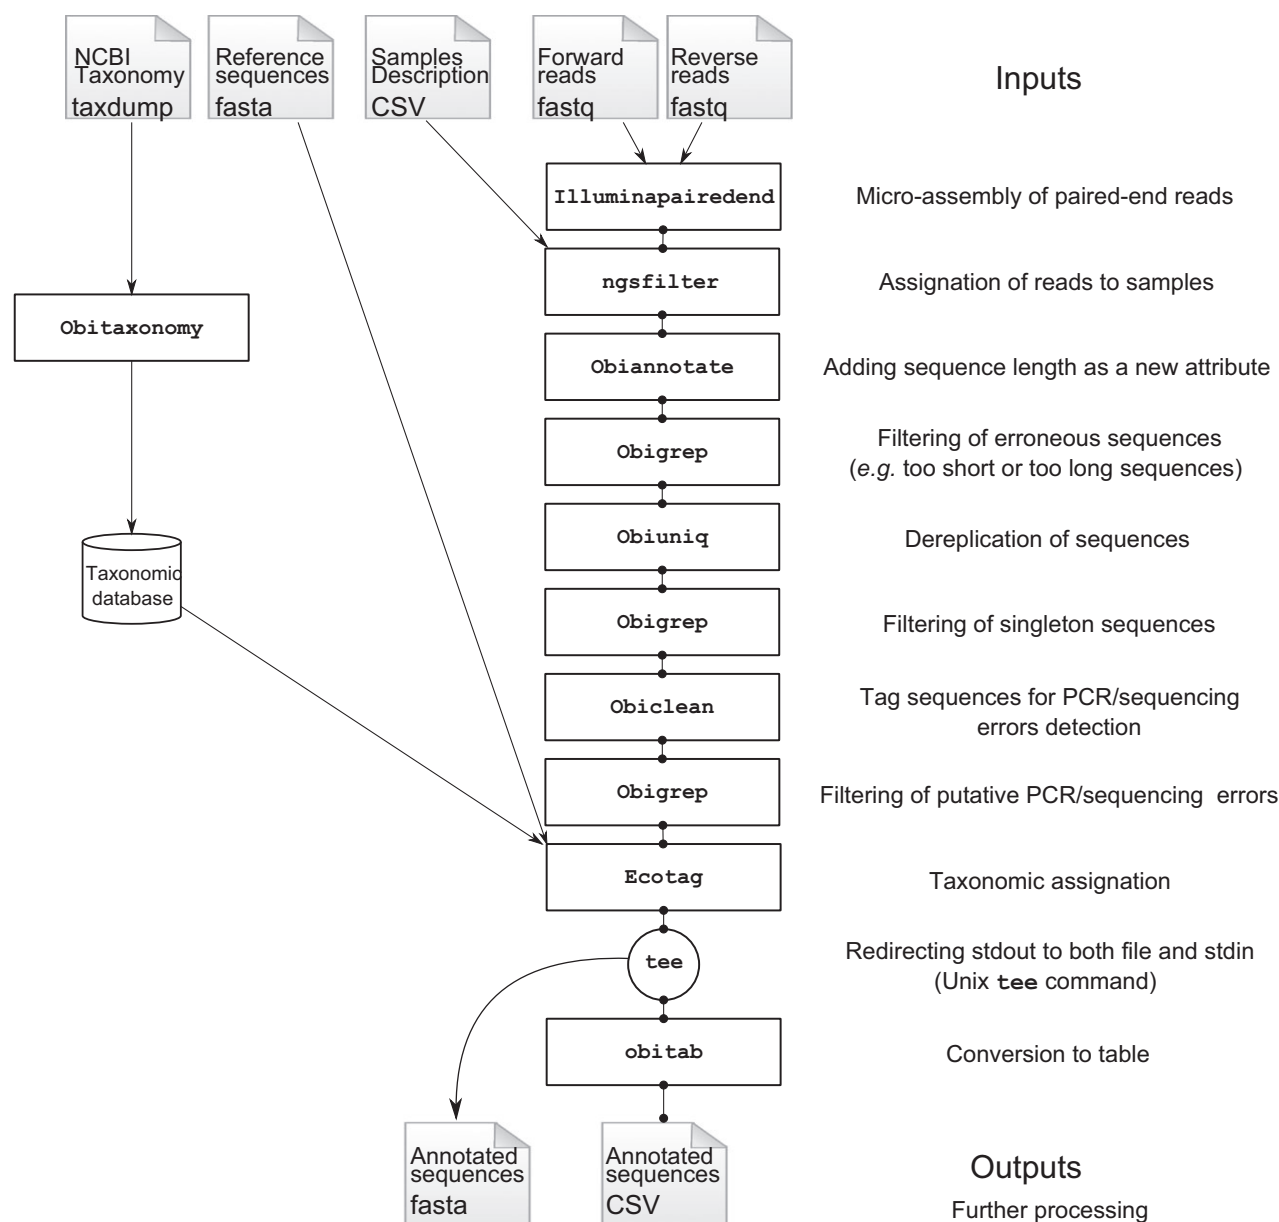 NCBI
Taxonomy
taxdump
Reference
sequences
fasta
Samples
Description
CSV
Forward
reads
fastq
Reverse
reads
fastq
Inputs
Illuminapairedend
Micro-assembly of paired-end reads
ngsfilter
Assignation of reads to samples
Obitaxonomy
Obiannotate
Adding sequence length as a new attribute
Obigrep
Filtering of erroneous sequences
(e.g. too short or too long sequences)
Obiuniq
Dereplication of sequences
Taxonomic
database
Obigrep
Filtering of singleton sequences
Obiclean
Tag sequences for PCR/sequencing
errors detection
Obigrep
Filtering of putative PCR/sequencing errors
Ecotag
Taxonomic assignation
tee
Redirecting stdout to both file and stdin
(Unix tee command)
obitab
Conversion to table
Annotated
sequences
fasta
Annotated
sequences
CSV
Outputs
Further processing